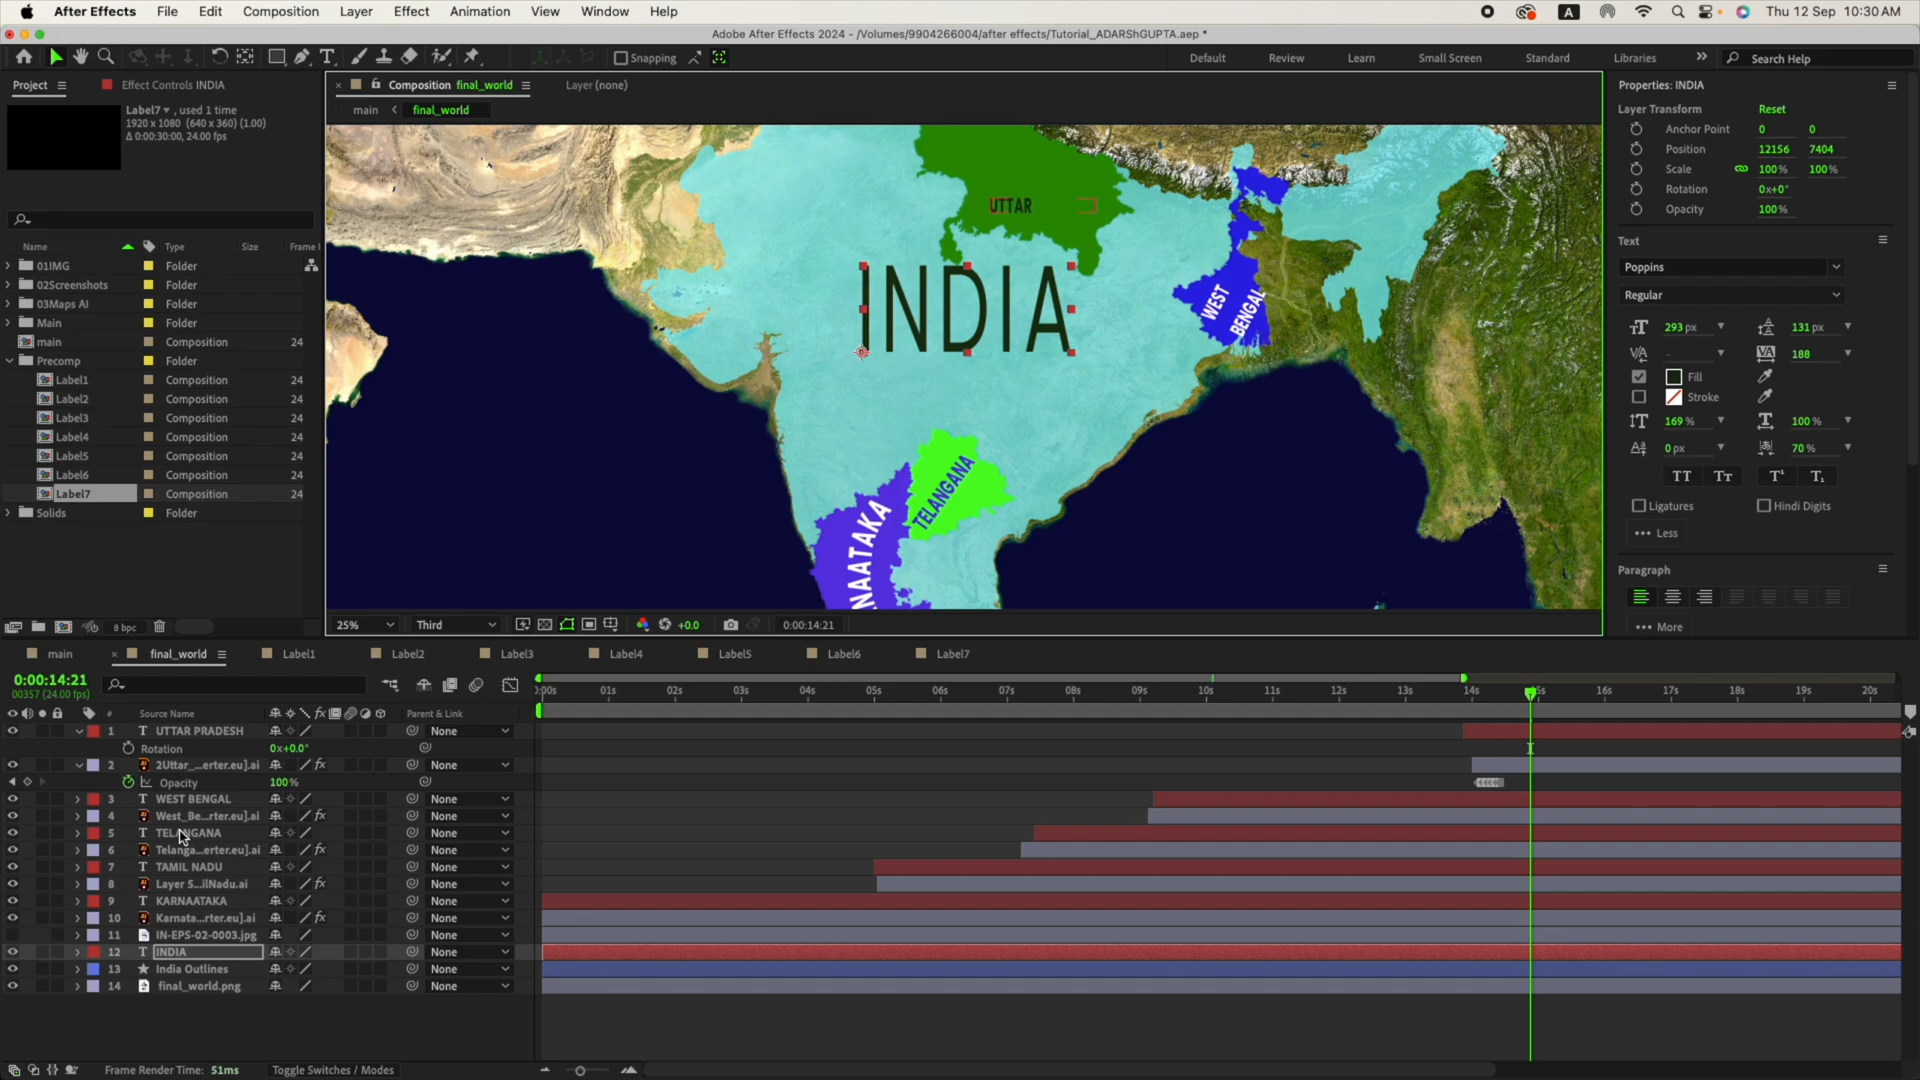 After Effects File Edit Composition Layer Effect Animation View Window Help A Thu 12 Sep 10:30 AM
Adobe After Effects 2024 - /Volumes/9904266004/after effects/Tutorial_ADARShGUPTA.aep *
Snapping Default Review Learn Small Screen Standard Libraries Search Help
Project Effect Controls INDIA
Label7 , used 1 time
1920 x 1080 (640 x 360) (1.00)
Δ 0:00:30:00, 24.00 fps)
Name Type Size Frame
01IMG Folder
02Screenshots Folder
03Maps AI Folder
Main Folder
main Composition 24
Precomp Folder
Label1 Composition 24
Label2 Composition 24
Label3 Composition 24
Label4 Composition 24
Label5 Composition 24
Label6 Composition 24
Label7 Composition 24
Solids Folder
8 bpc
Composition final_world Layer (none)
main final_world
UTTAR
INDIA
WEST
BENGAL
TELANGANA
NAATAKA
25% Third +0.0 0:00:14:21
Properties: INDIA
Layer Transform Reset
Anchor Point 0 0
Position 12156 7404
Scale 100% 100%
Rotation 0x+0°
Opacity 100%
Text
Poppins
Regular
293 px 131 px
188
Fill
Stroke
169 % 100 %
0 px 70 %
Ligatures Hindi Digits
Less
Paragraph
More
main final_world Label1 Label2 Label3 Label4 Label5 Label6 Label7
0:00:14:21
00357 (24.00 fps)
:00s 01s 02s 03s 04s 05s 06s 07s 08s 09s 10s 11s 12s 13s 14s 5s 16s 17s 18s 19s 20s
# Source Name fx Parent & Link
1 UTTAR PRADESH None
Rotation 0x+0.0°
2 2Uttar_...erter.eu].ai fx None
Opacity 100%
3 WEST BENGAL None
4 West_Be...rter.eu].ai fx None
5 TELANGANA None
6 Telanga...erter.eu].ai fx None
7 TAMIL NADU None
8 Layer S...ilNadu.ai fx None
9 KARNAATAKA None
10 Karnata...rter.eu].ai fx None
11 IN-EPS-02-0003.jpg None
12 INDIA None
13 India Outlines None
14 final_world.png None
Frame Render Time: 51ms Toggle Switches / Modes